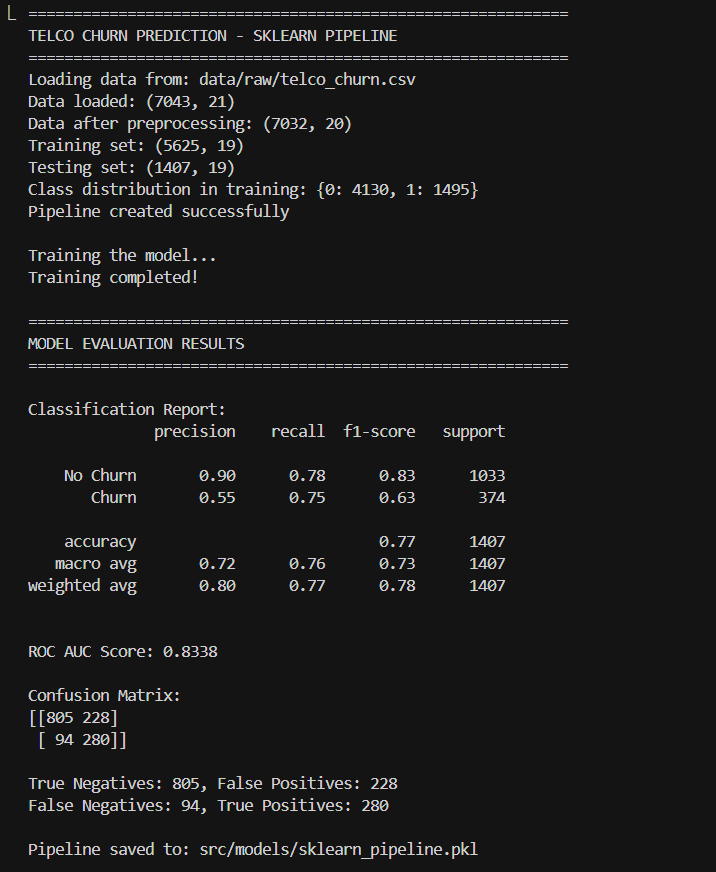 ============================================================
TELCO CHURN PREDICTION - SKLEARN PIPELINE
============================================================
Loading data from: data/raw/telco_churn.csv
Data loaded: (7043, 21)
Data after preprocessing: (7032, 20)
Training set: (5625, 19)
Testing set: (1407, 19)
Class distribution in training: {0: 4130, 1: 1495}
Pipeline created successfully

Training the model...
Training completed!

============================================================
MODEL EVALUATION RESULTS
============================================================

Classification Report:
              precision    recall  f1-score   support

    No Churn       0.90      0.78      0.83      1033
       Churn       0.55      0.75      0.63       374

    accuracy                           0.77      1407
   macro avg       0.72      0.76      0.73      1407
weighted avg       0.80      0.77      0.78      1407


ROC AUC Score: 0.8338

Confusion Matrix:
[[805 228]
 [ 94 280]]

True Negatives: 805, False Positives: 228
False Negatives: 94, True Positives: 280

Pipeline saved to: src/models/sklearn_pipeline.pkl